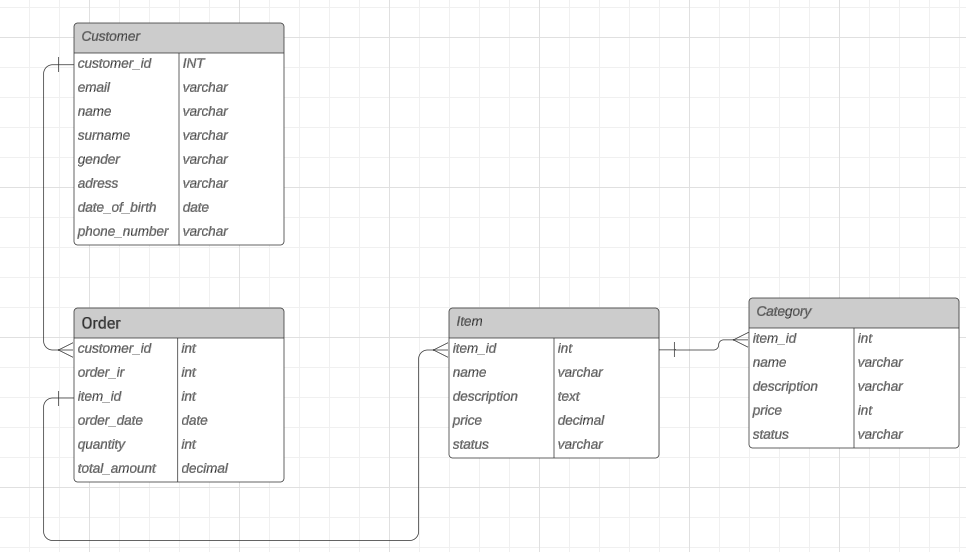 Customer
customer_id INT
email varchar
name varchar
surname varchar
gender varchar
adress varchar
date_of_birth date
phone_number varchar
Order
customer_id int
order_ir int
item_id int
order_date date
quantity int
total_amount decimal
Item
item_id int
name varchar
description text
price decimal
status varchar
Category
item_id int
name varchar
description varchar
price int
status varchar